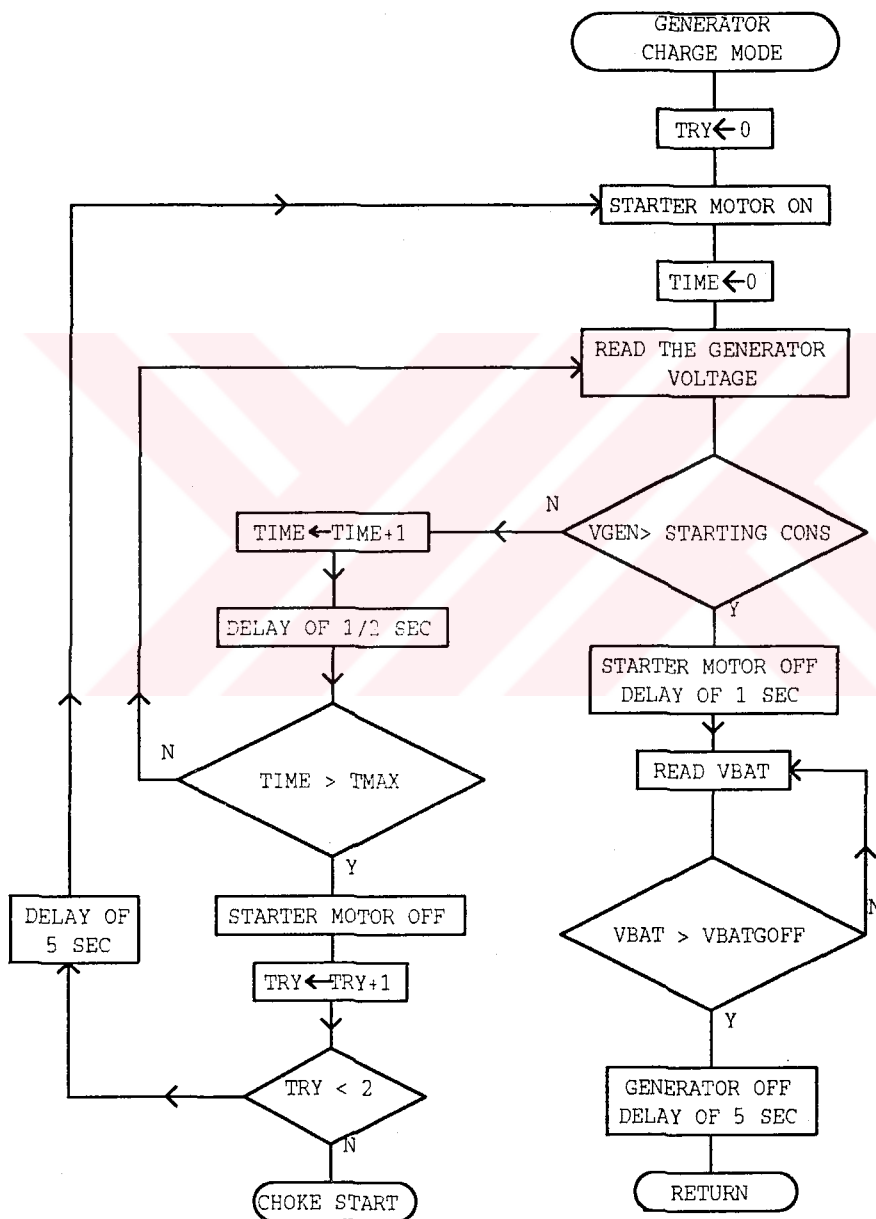 GENERATOR
CHARGE MODE
TRY←0
STARTER MOTOR ON
TIME←0
READ THE GENERATOR
VOLTAGE
VGEN> STARTING CONS
N
Y
TIME←TIME+1
DELAY OF 1/2 SEC
TIME > TMAX
N
Y
STARTER MOTOR OFF
TRY←TRY+1
TRY < 2
N
DELAY OF
5 SEC
CHOKE START
STARTER MOTOR OFF
DELAY OF 1 SEC
READ VBAT
VBAT > VBATGOFF
N
Y
GENERATOR OFF
DELAY OF 5 SEC
RETURN